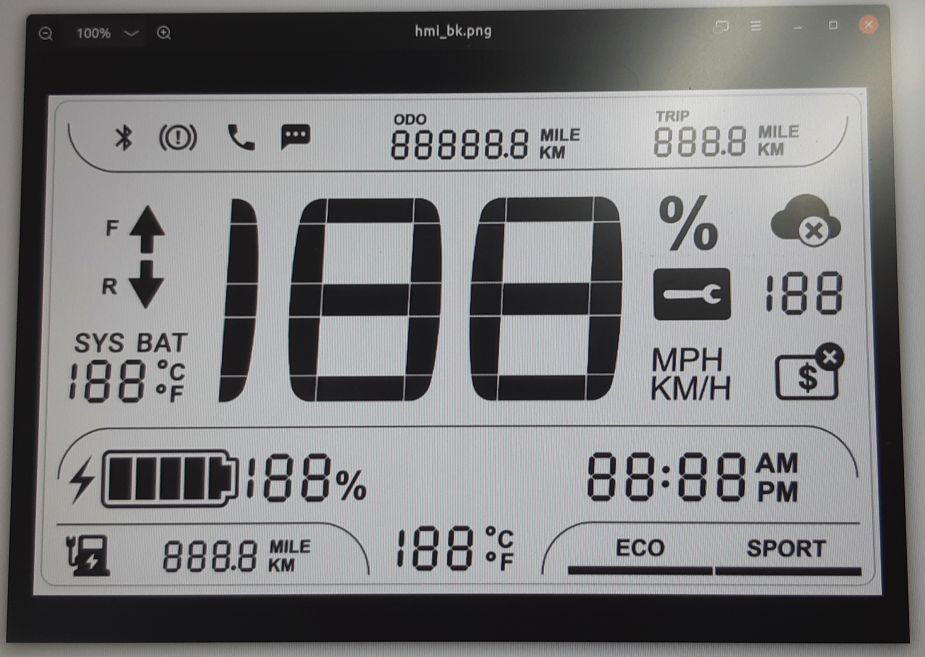 100%
hmi_bk.png
ODO
88888.8 MILE
KM
TRIP
888.8 MILE
KM
F
R
188
%
188
SYS BAT
188 °C
°F
MPH
KM/H
$
188%
88:88 AM
PM
888.8 MILE
KM
188 °C
°F
ECO
SPORT